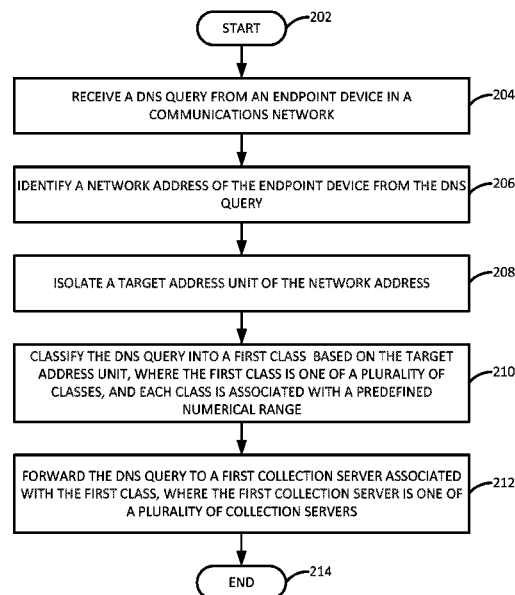 START
202
RECEIVE A DNS QUERY FROM AN ENDPOINT DEVICE IN A
COMMUNICATIONS NETWORK
204
IDENTIFY A NETWORK ADDRESS OF THE ENDPOINT DEVICE FROM THE DNS
QUERY
206
ISOLATE A TARGET ADDRESS UNIT OF THE NETWORK ADDRESS
208
CLASSIFY THE DNS QUERY INTO A FIRST CLASS BASED ON THE TARGET
ADDRESS UNIT, WHERE THE FIRST CLASS IS ONE OF A PLURALITY OF
CLASSES, AND EACH CLASS IS ASSOCIATED WITH A PREDEFINED
NUMERICAL RANGE
210
FORWARD THE DNS QUERY TO A FIRST COLLECTION SERVER ASSOCIATED
WITH THE FIRST CLASS, WHERE THE FIRST COLLECTION SERVER IS ONE OF
A PLURALITY OF COLLECTION SERVERS
212
END
214